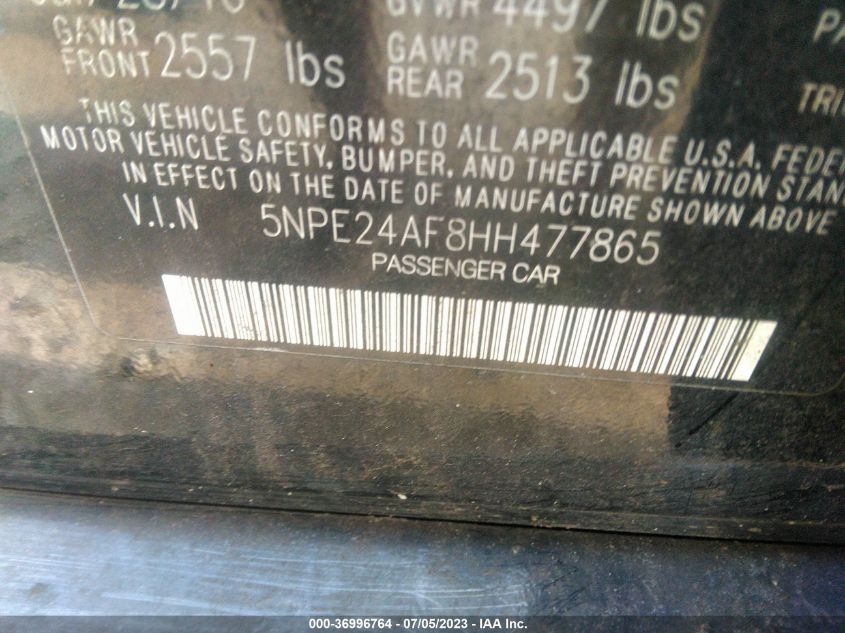 GVWR 4497 lbs
GAWR FRONT 2557 lbs
GAWR REAR 2513 lbs
THIS VEHICLE CONFORMS TO ALL APPLICABLE U.S.A. FEDER
MOTOR VEHICLE SAFETY, BUMPER, AND THEFT PREVENTION STAN
IN EFFECT ON THE DATE OF MANUFACTURE SHOWN ABOVE
V.I.N 5NPE24AF8HH477865
PASSENGER CAR
000-36996764 - 07/05/2023 - IAA Inc.